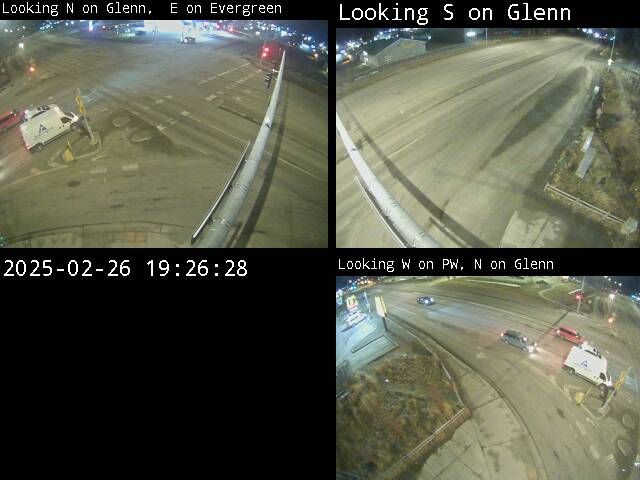 Looking N on Glenn,  E on Evergreen
Looking S on Glenn
2025-02-26 19:26:28
Looking W on PW, N on Glenn